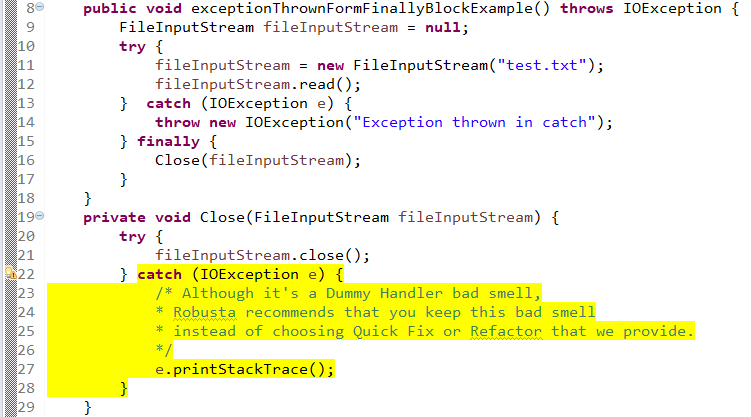 8 public void exceptionThrownFormFinallyBlockExample() throws IOException {
9 FileInputStream fileInputStream = null;
10 try {
11 fileInputStream = new FileInputStream("test.txt");
12 fileInputStream.read();
13 }  catch (IOException e) {
14 throw new IOException("Exception thrown in catch");
15 } finally {
16 Close(fileInputStream);
17 }
18 }
19 private void Close(FileInputStream fileInputStream) {
20 try {
21 fileInputStream.close();
22 } catch (IOException e) {
23 /* Although it's a Dummy Handler bad smell,
24 * Robusta recommends that you keep this bad smell
25 * instead of choosing Quick Fix or Refactor that we provide.
26 */
27 e.printStackTrace();
28 }
29 }